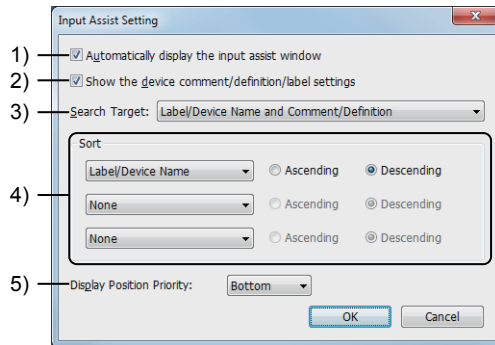 Input Assist Setting
1) Automatically display the input assist window
2) Show the device comment/definition/label settings
3) Search Target: Label/Device Name and Comment/Definition
Sort
Label/Device Name Ascending Descending
4)
None Ascending Descending
None Ascending Descending
5) Display Position Priority: Bottom
OK Cancel